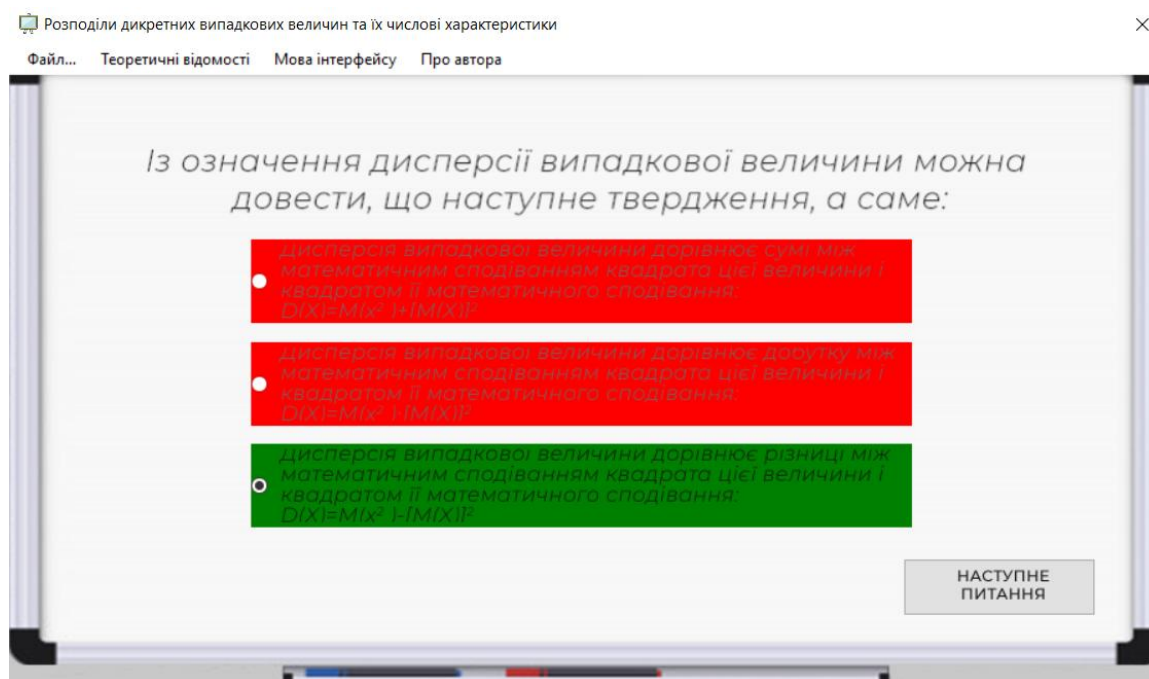 Розподіли дикретних випадкових величин та їх числові характеристики
Файл... Теоретичні відомості Мова інтерфейсу Про автора
Із означення дисперсії випадкової величини можна
довести, що наступне твердження, а саме:
Дисперсія випадкової величини дорівнює сумі між
математичним сподіванням квадрата цієї величини і
квадратом її математичного сподівання:
D(X)=M(x² )+[M(X)]²
Дисперсія випадкової величини дорівнює добутку між
математичним сподіванням квадрата цієї величини і
квадратом її математичного сподівання:
D(X)=M(x² )·[M(X)]²
Дисперсія випадкової величини дорівнює різниці між
математичним сподіванням квадрата цієї величини і
квадратом її математичного сподівання:
D(X)=M(x² )-[M(X)]²
НАСТУПНЕ
ПИТАННЯ